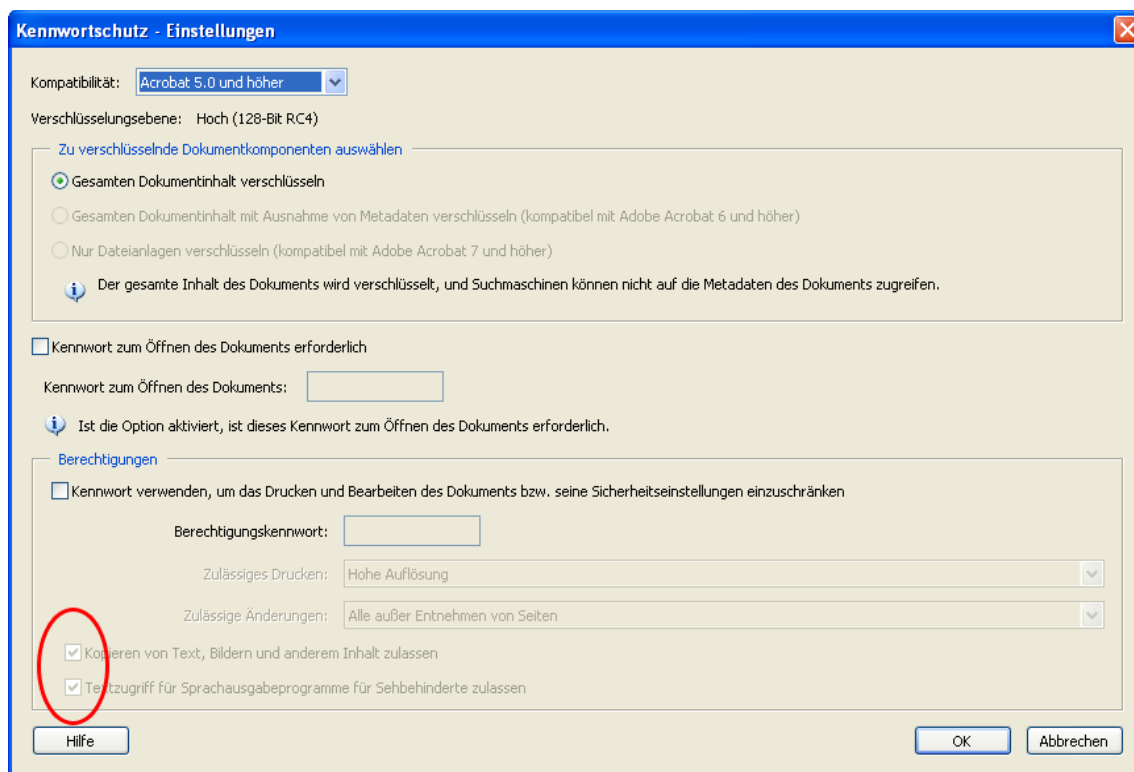 Kennwortschutz - Einstellungen
Kompatibilität: Acrobat 5.0 und höher
Verschlüsselungsebene: Hoch (128-Bit RC4)
Zu verschlüsselnde Dokumentkomponenten auswählen
Gesamten Dokumentinhalt verschlüseln
Gesamten Dokumentinhalt mit Ausnahme von Metadaten verschlüseln (kompatibel mit Adobe Acrobat 6 und höher)
Nur Dateianlagen verschlüseln (kompatibel mit Adobe Acrobat 7 und höher)
Der gesamte Inhalt des Dokuments wird verschlüsselt, und Suchmaschinen können nicht auf die Metadaten des Dokuments zugreifen.
Kennwort zum Öffnen des Dokuments erforderlich
Kennwort zum Öffnen des Dokuments:
Ist die Option aktiviert, ist dieses Kennwort zum Öffnen des Dokuments erforderlich.
Berechtigungen
Kennwort verwenden, um das Drucken und Bearbeiten des Dokuments bzw. seine Sicherheitseinstellungen einzuschränken
Berechtigungskennwort:
Zulässiges Drucken: Hohe Auflösung
Zulässige Änderungen: Alle außer Entnehmen von Seiten
Kopieren von Text, Bildern und anderem Inhalt zulassen
Textzugriff für Sprachausgabeprogramme für Sehbehinderte zulassen
Hilfe OK Abbrechen